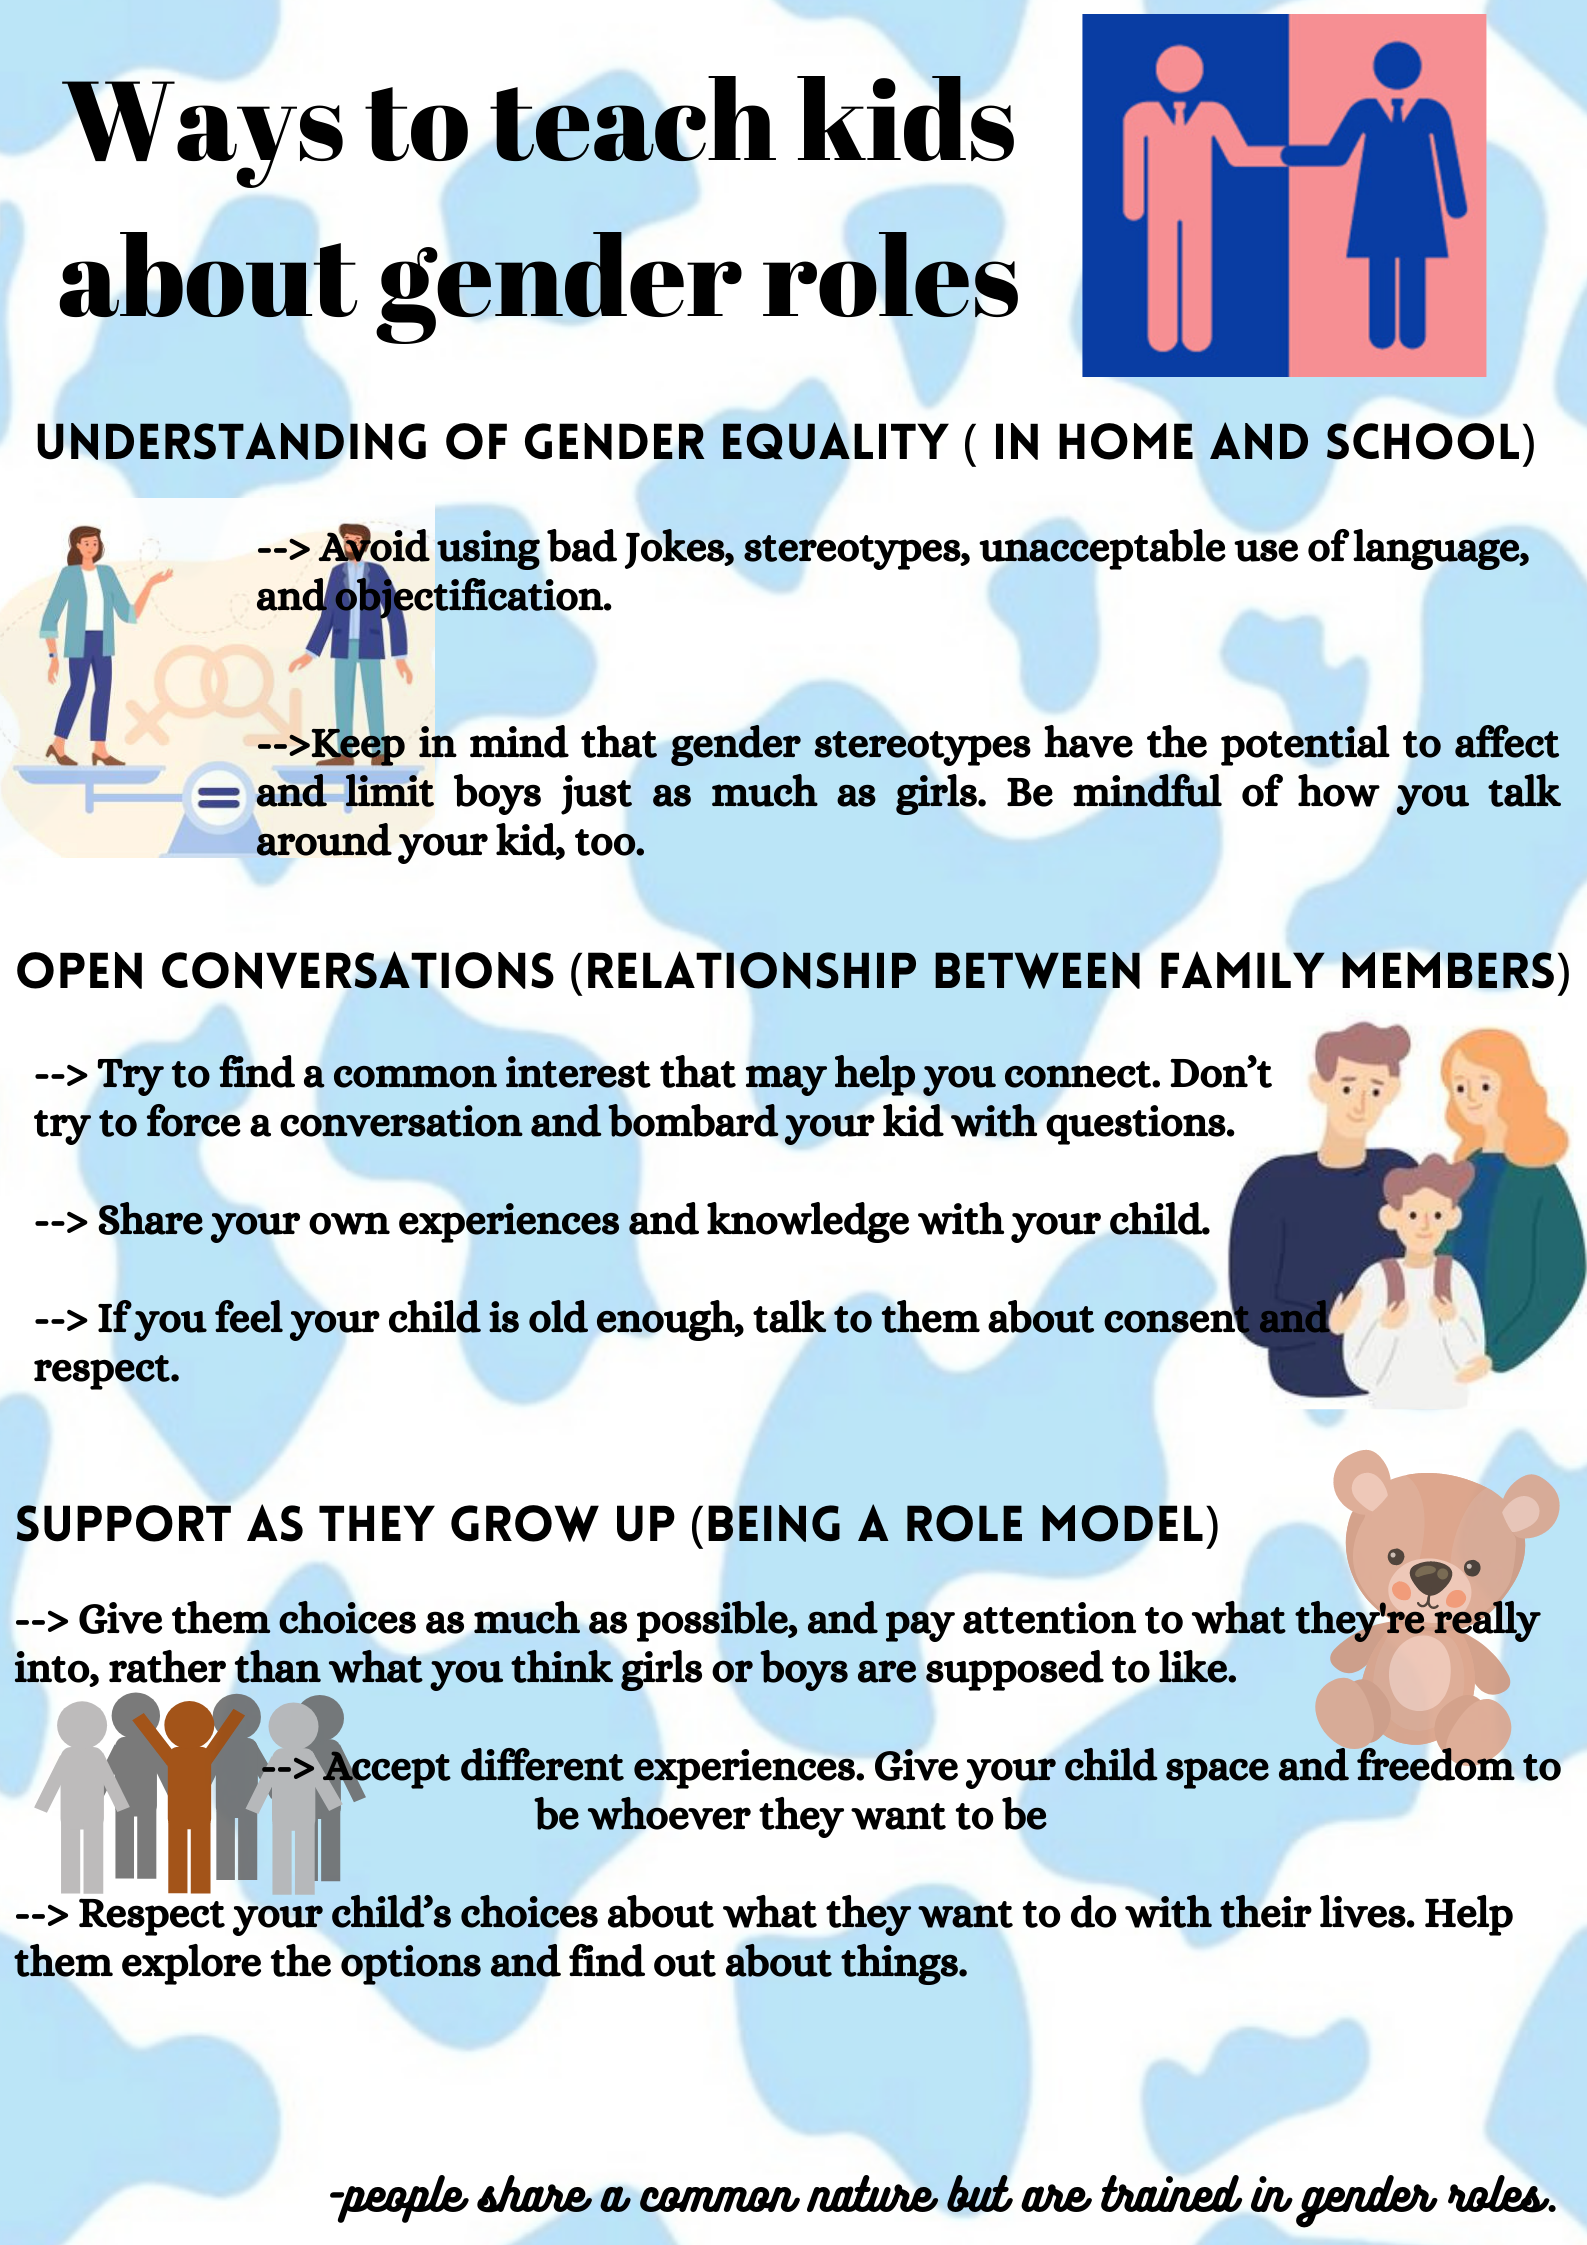 Ways to teach kids
about gender roles
UNDERSTANDING OF GENDER EQUALITY ( IN HOME AND SCHOOL)
--> Avoid using bad Jokes, stereotypes, unacceptable use of language,
and objectification.
-->Keep in mind that gender stereotypes have the potential to affect
and limit boys just as much as girls. Be mindful of how you talk
around your kid, too.
OPEN CONVERSATIONS (RELATIONSHIP BETWEEN FAMILY MEMBERS)
--> Try to find a common interest that may help you connect. Don’t
try to force a conversation and bombard your kid with questions.
--> Share your own experiences and knowledge with your child.
--> If you feel your child is old enough, talk to them about consent and
respect.
SUPPORT AS THEY GROW UP (BEING A ROLE MODEL)
--> Give them choices as much as possible, and pay attention to what they're really
into, rather than what you think girls or boys are supposed to like.
--> Accept different experiences. Give your child space and freedom to
be whoever they want to be
--> Respect your child’s choices about what they want to do with their lives. Help
them explore the options and find out about things.
-people share a common nature but are trained in gender roles.